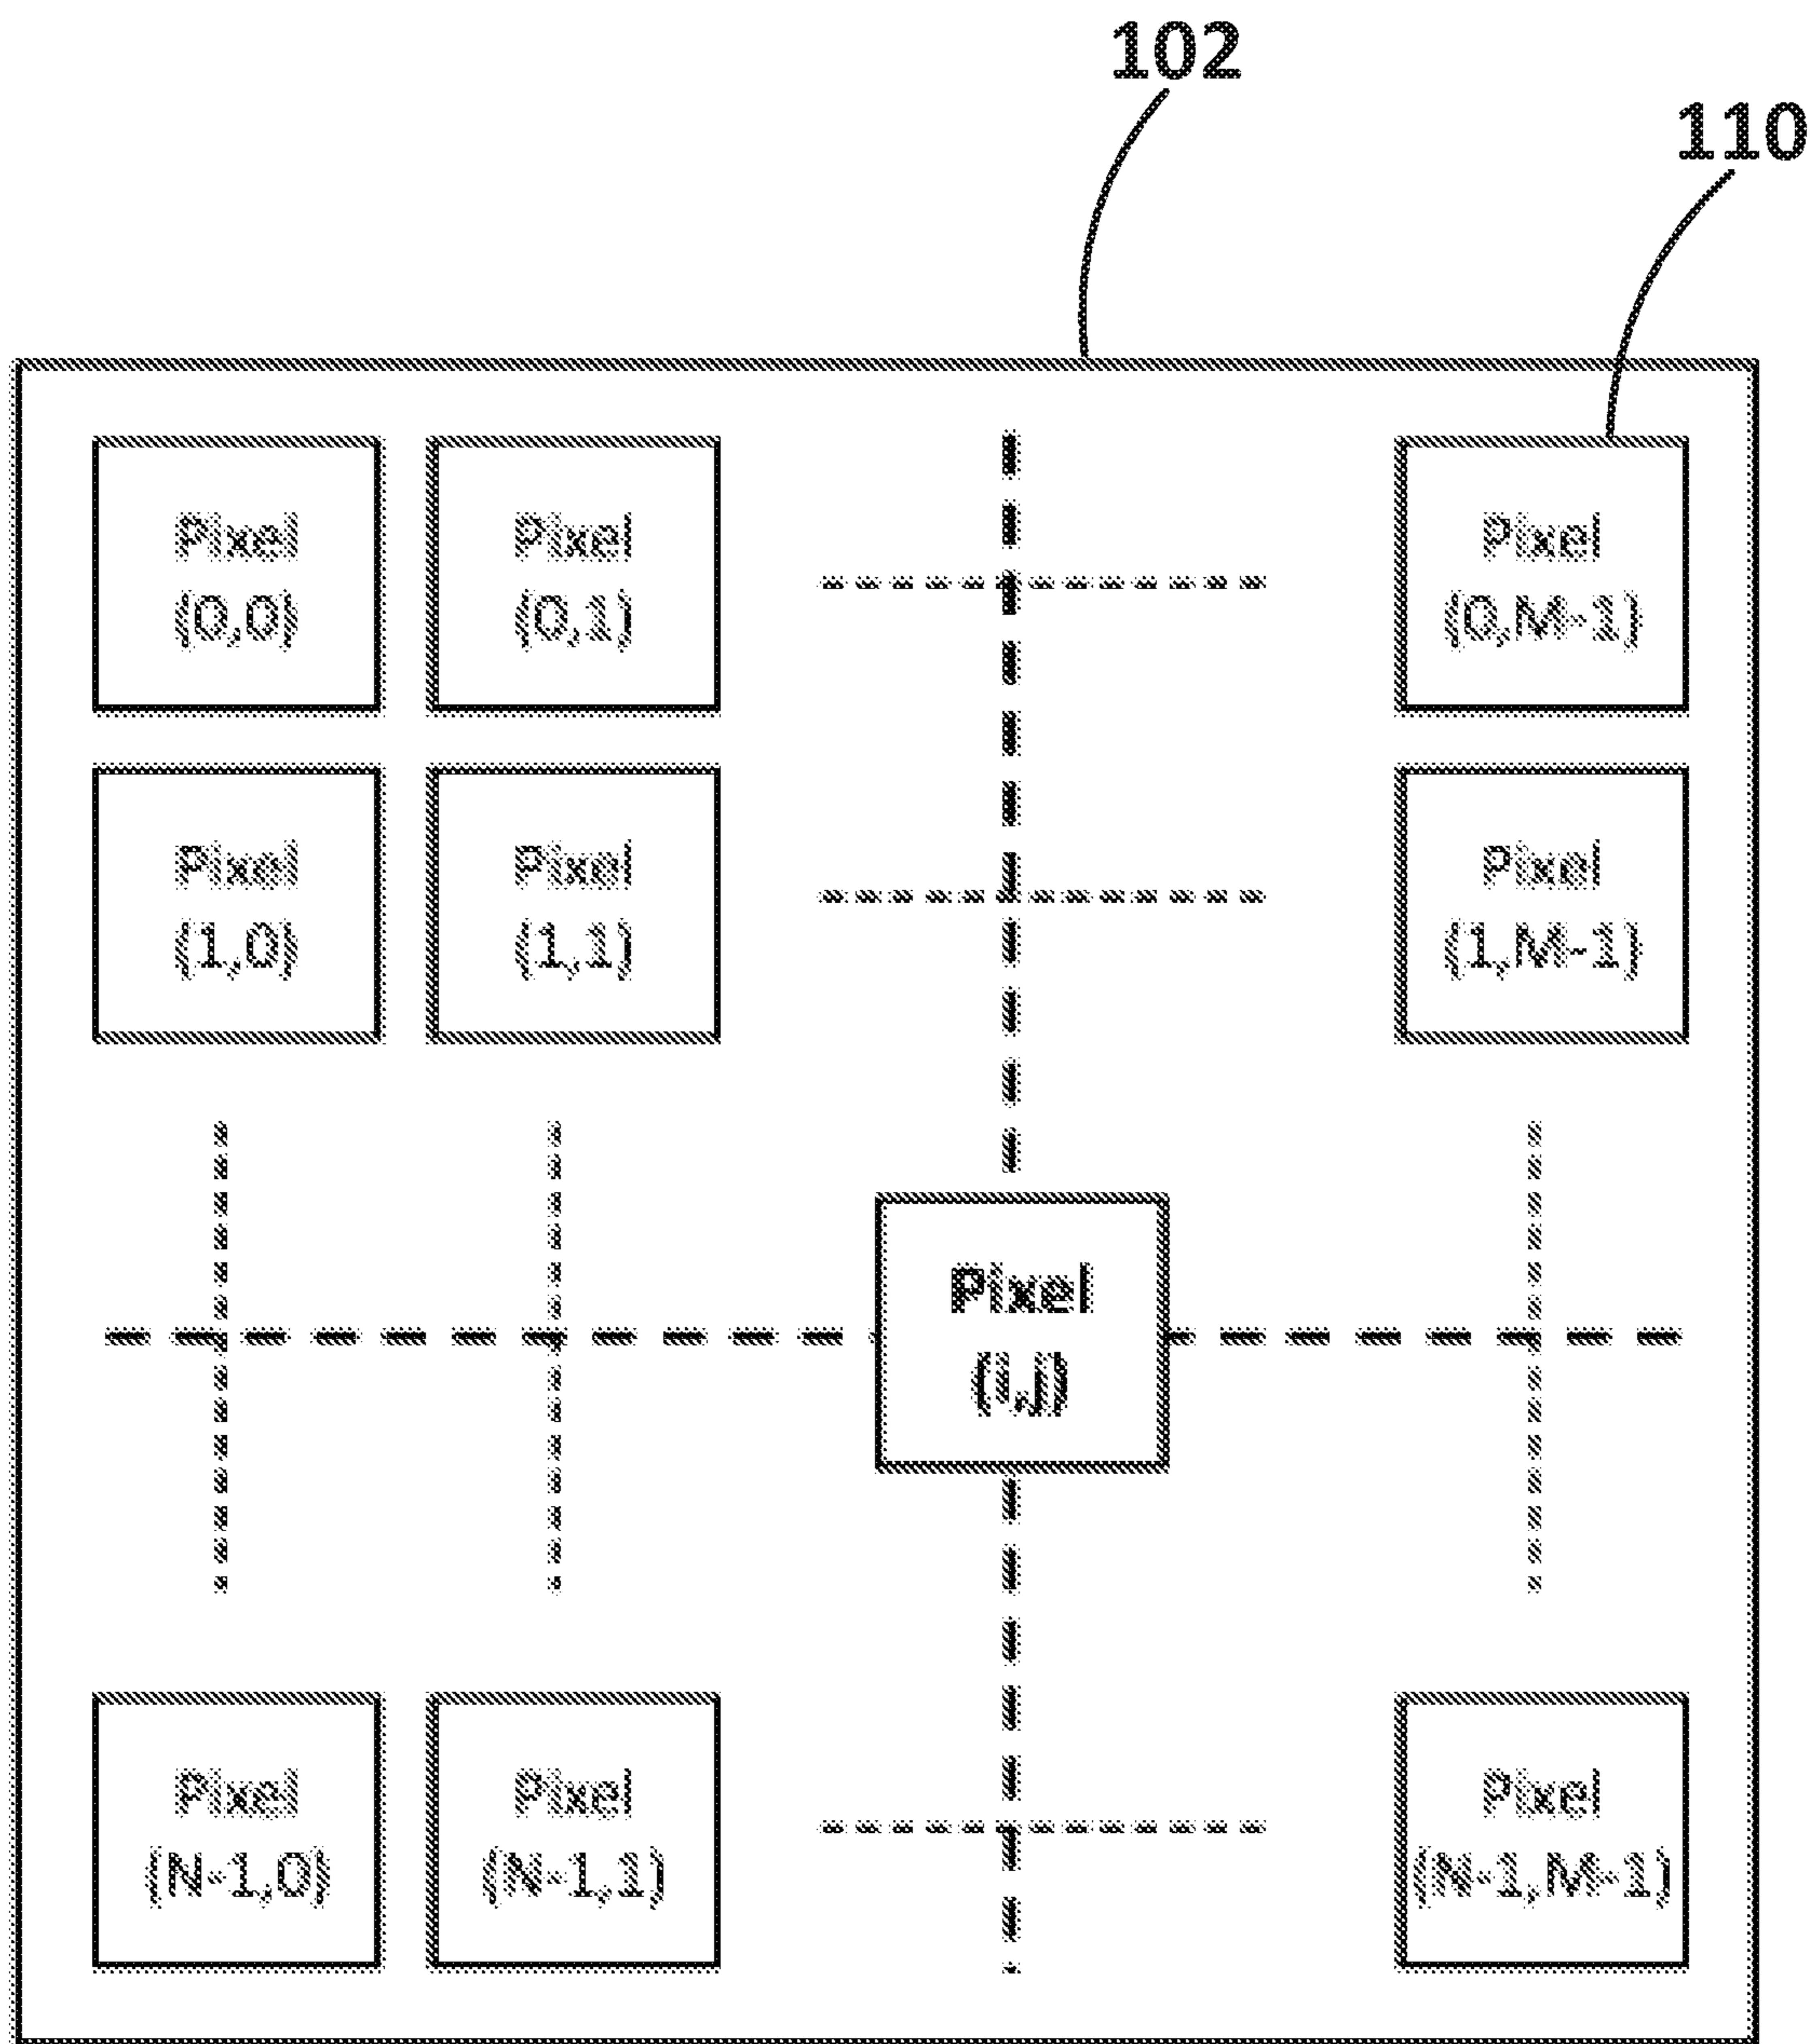 102
110
Pixel
(0,0)
Pixel
(0,1)
Pixel
(0,M-1)
Pixel
(1,0)
Pixel
(1,1)
Pixel
(1,M-1)
Pixel
(i,j)
Pixel
(N-1,0)
Pixel
(N-1,1)
Pixel
(N-1,M-1)